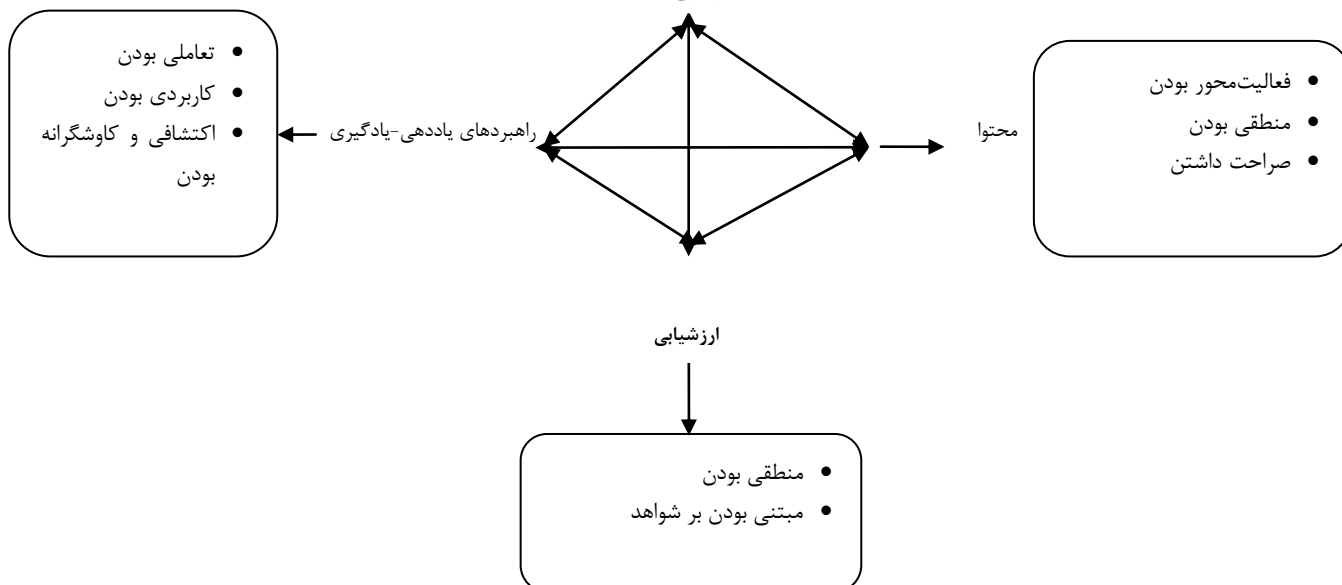 فعالیت‌محور بودن
منطقی بودن
صراحت داشتن
محتوا
راهبردهای یاددهی-یادگیری
تعاملی بودن
کاربردی بودن
اکتشافی و کاوشگرانه
بودن
ارزشیابی
منطقی بودن
مبتنی بودن بر شواهد